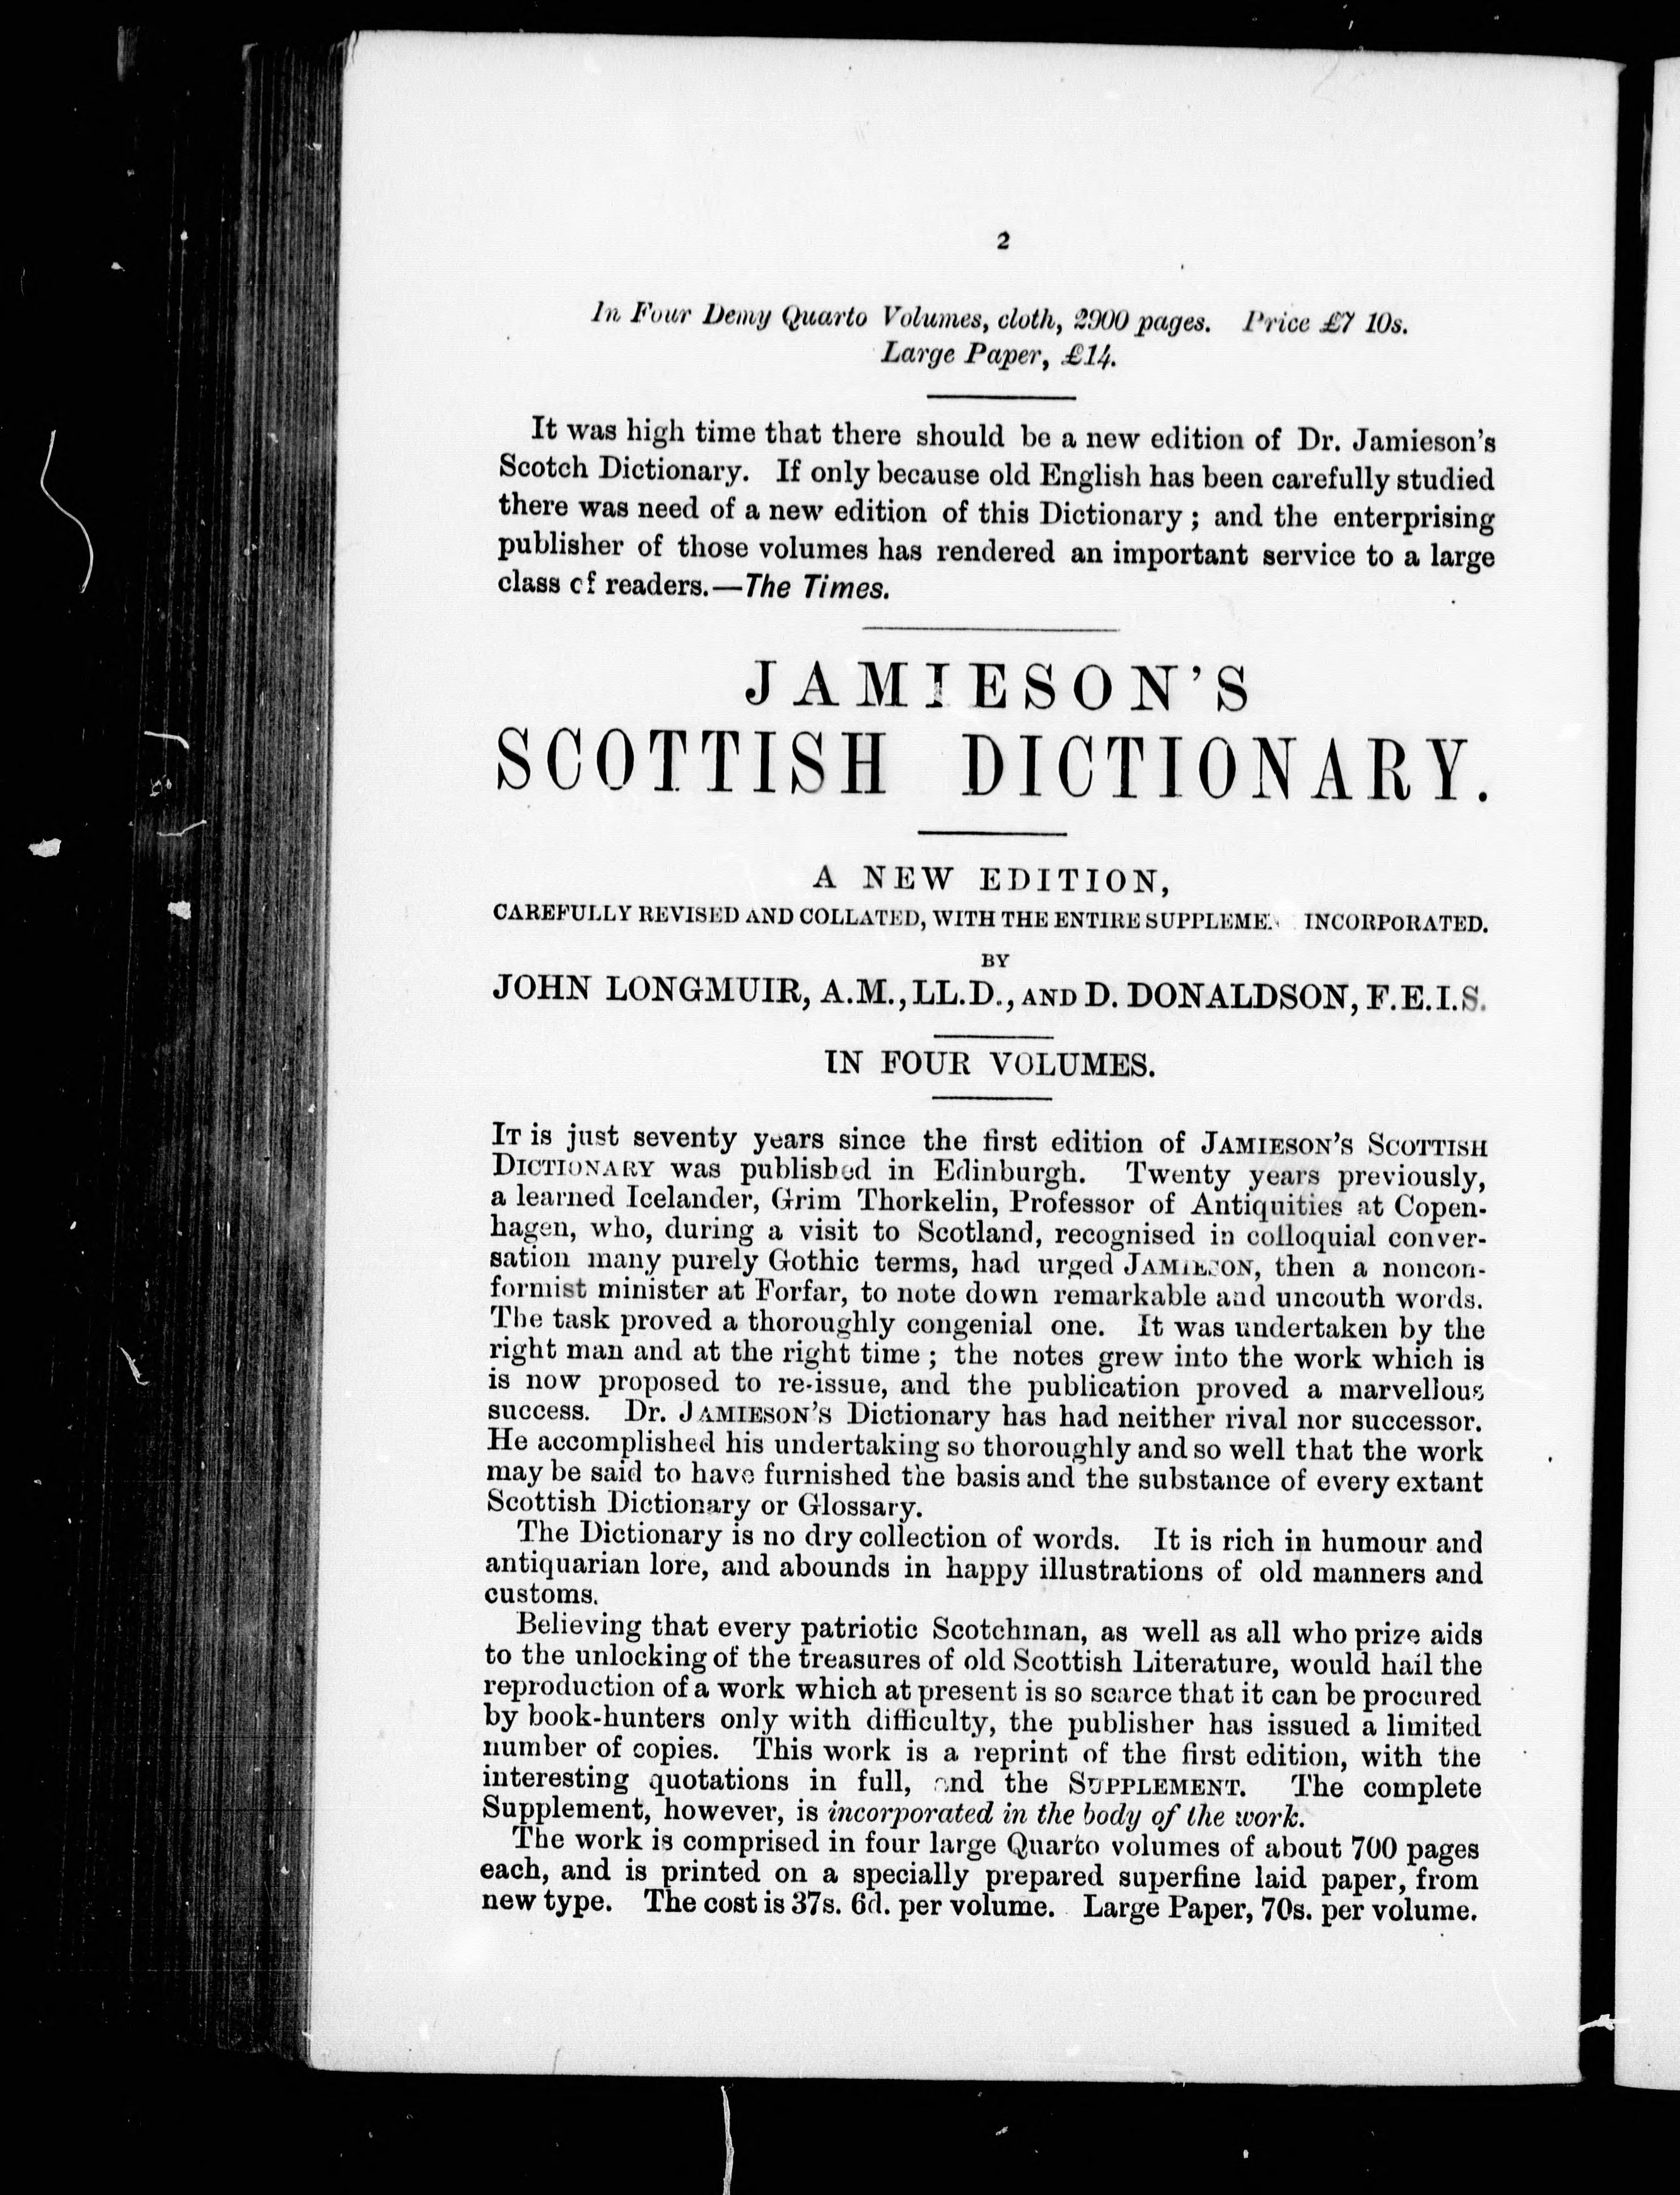 2
In Four Demy Quarto Volumes, cloth, 2900 pages. Price £7 10s.
Large Paper, £14.
It was high time that there should be a new edition of Dr. Jamieson's
Scotch Dictionary. If only because old English has been carefully studied
there was need of a new edition of this Dictionary; and the enterprising
publisher of those volumes has rendered an important service to a large
class of readers.—The Times.
JAMIESON'S
SCOTTISH DICTIONARY.
A NEW EDITION,
CAREFULLY REVISED AND COLLATED, WITH THE ENTIRE SUPPLEME INCORPORATED.
BY
JOHN LONGMUIR, A.M., LL.D., AND D. DONALDSON, F.E.I.S.
IN FOUR VOLUMES.
IT is just seventy years since the first edition of JAMIESON'S SCOTTISH
DICTIONARY was published in Edinburgh. Twenty years previously,
a learned Icelander, Grim Thorkelin, Professor of Antiquities at Copen-
hagen, who, during a visit to Scotland, recognised in colloquial conver-
sation many purely Gothic terms, had urged JAMIESON, then a noncon-
formist minister at Forfar, to note down remarkable and uncouth words.
The task proved a thoroughly congenial one. It was undertaken by the
right man and at the right time; the notes grew into the work which is
is now proposed to re-issue, and the publication proved a marvellous
success. Dr. JAMIESON'S Dictionary has had neither rival nor successor.
He accomplished his undertaking so thoroughly and so well that the work
may be said to have furnished the basis and the substance of every extant
Scottish Dictionary or Glossary.
The Dictionary is no dry collection of words. It is rich in humour and
antiquarian lore, and abounds in happy illustrations of old manners and
customs.
Believing that every patriotic Scotchman, as well as all who prize aids
to the unlocking of the treasures of old Scottish Literature, would hail the
reproduction of a work which at present is so scarce that it can be procured
by book-hunters only with difficulty, the publisher has issued a limited
number of copies. This work is a reprint of the first edition, with the
interesting quotations in full, and the SUPPLEMENT. The complete
Supplement, however, is incorporated in the body of the work.
The work is comprised in four large Quarto volumes of about 700 pages
each, and is printed on a specially prepared superfine laid paper, from
new type. The cost is 37s. 6d. per volume. Large Paper, 70s. per volume.